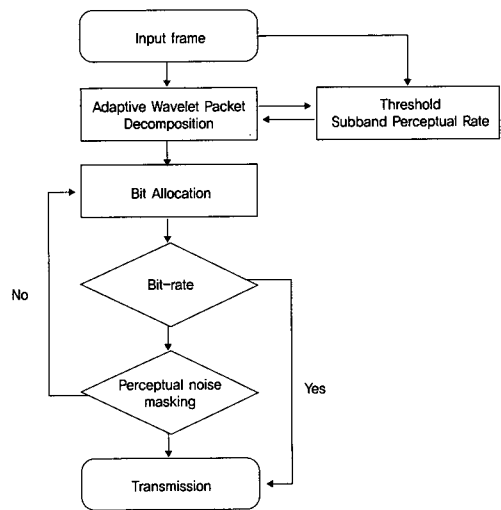 Input frame
Adaptive Wavelet Packet
Decomposition
Threshold
Subband Perceptual Rate
Bit Allocation
Bit-rate
No
Perceptual noise
masking
Yes
Transmission